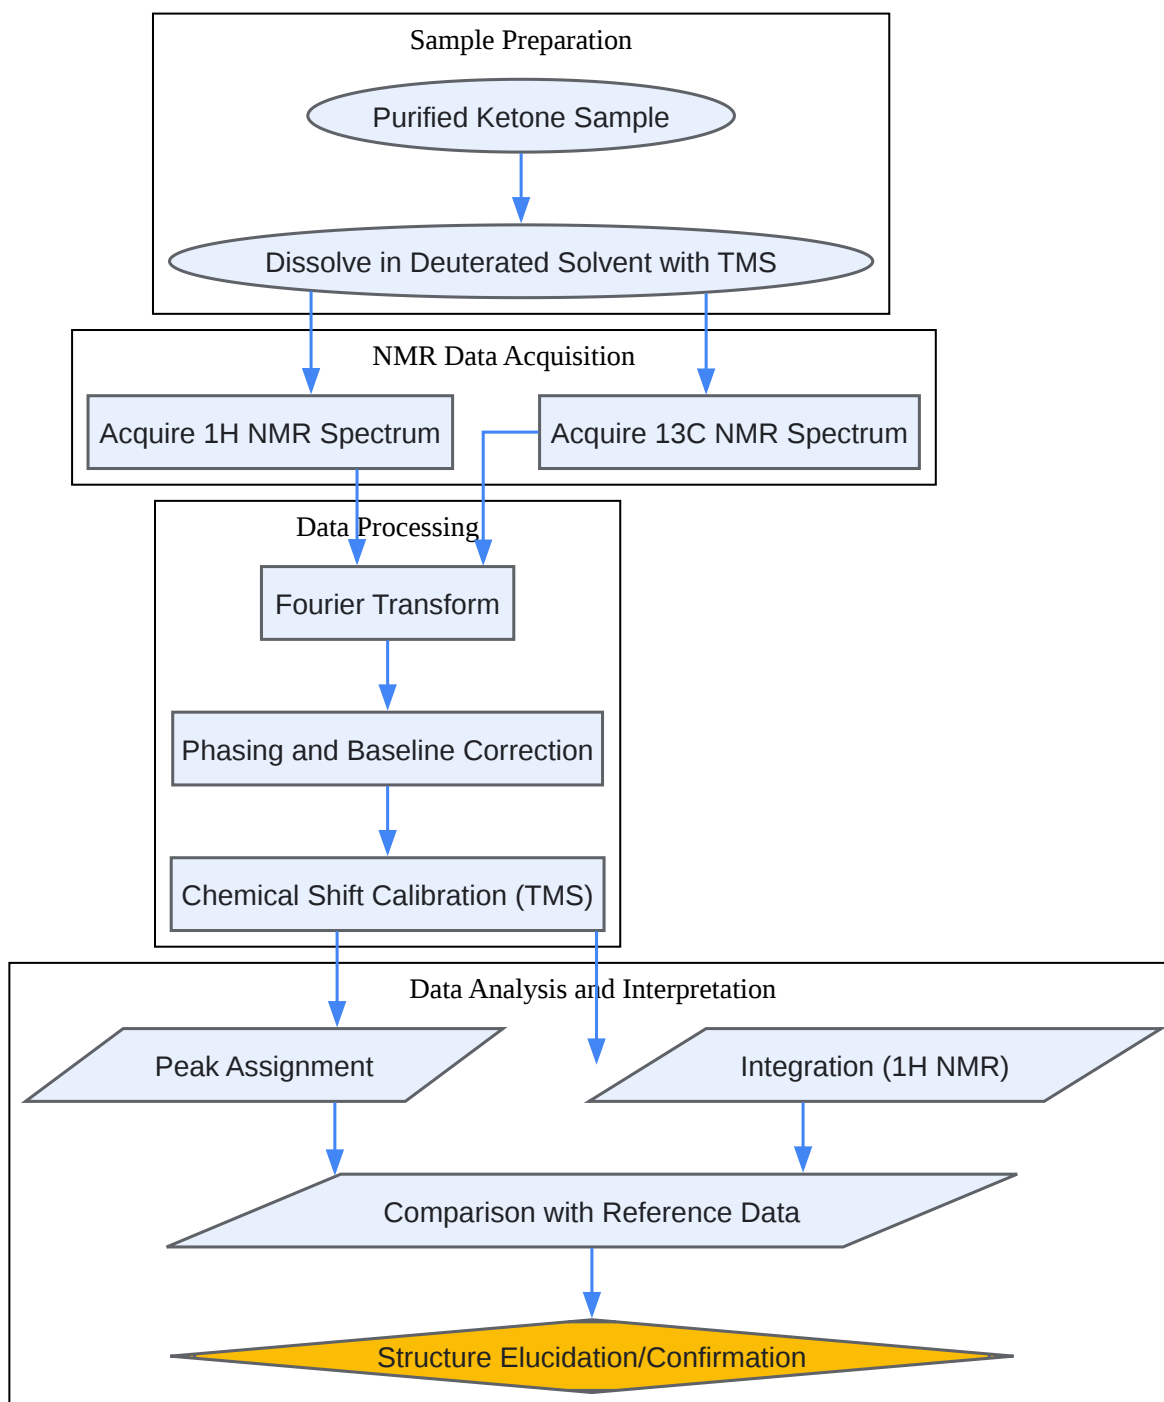 Sample Preparation
Purified Ketone Sample
Dissolve in Deuterated Solvent with TMS
NMR Data Acquisition
Acquire 1H NMR Spectrum
Acquire 13C NMR Spectrum
Data Processing
Fourier Transform
Phasing and Baseline Correction
Chemical Shift Calibration (TMS)
Data Analysis and Interpretation
Peak Assignment
Integration (1H NMR)
Comparison with Reference Data
Structure Elucidation/Confirmation